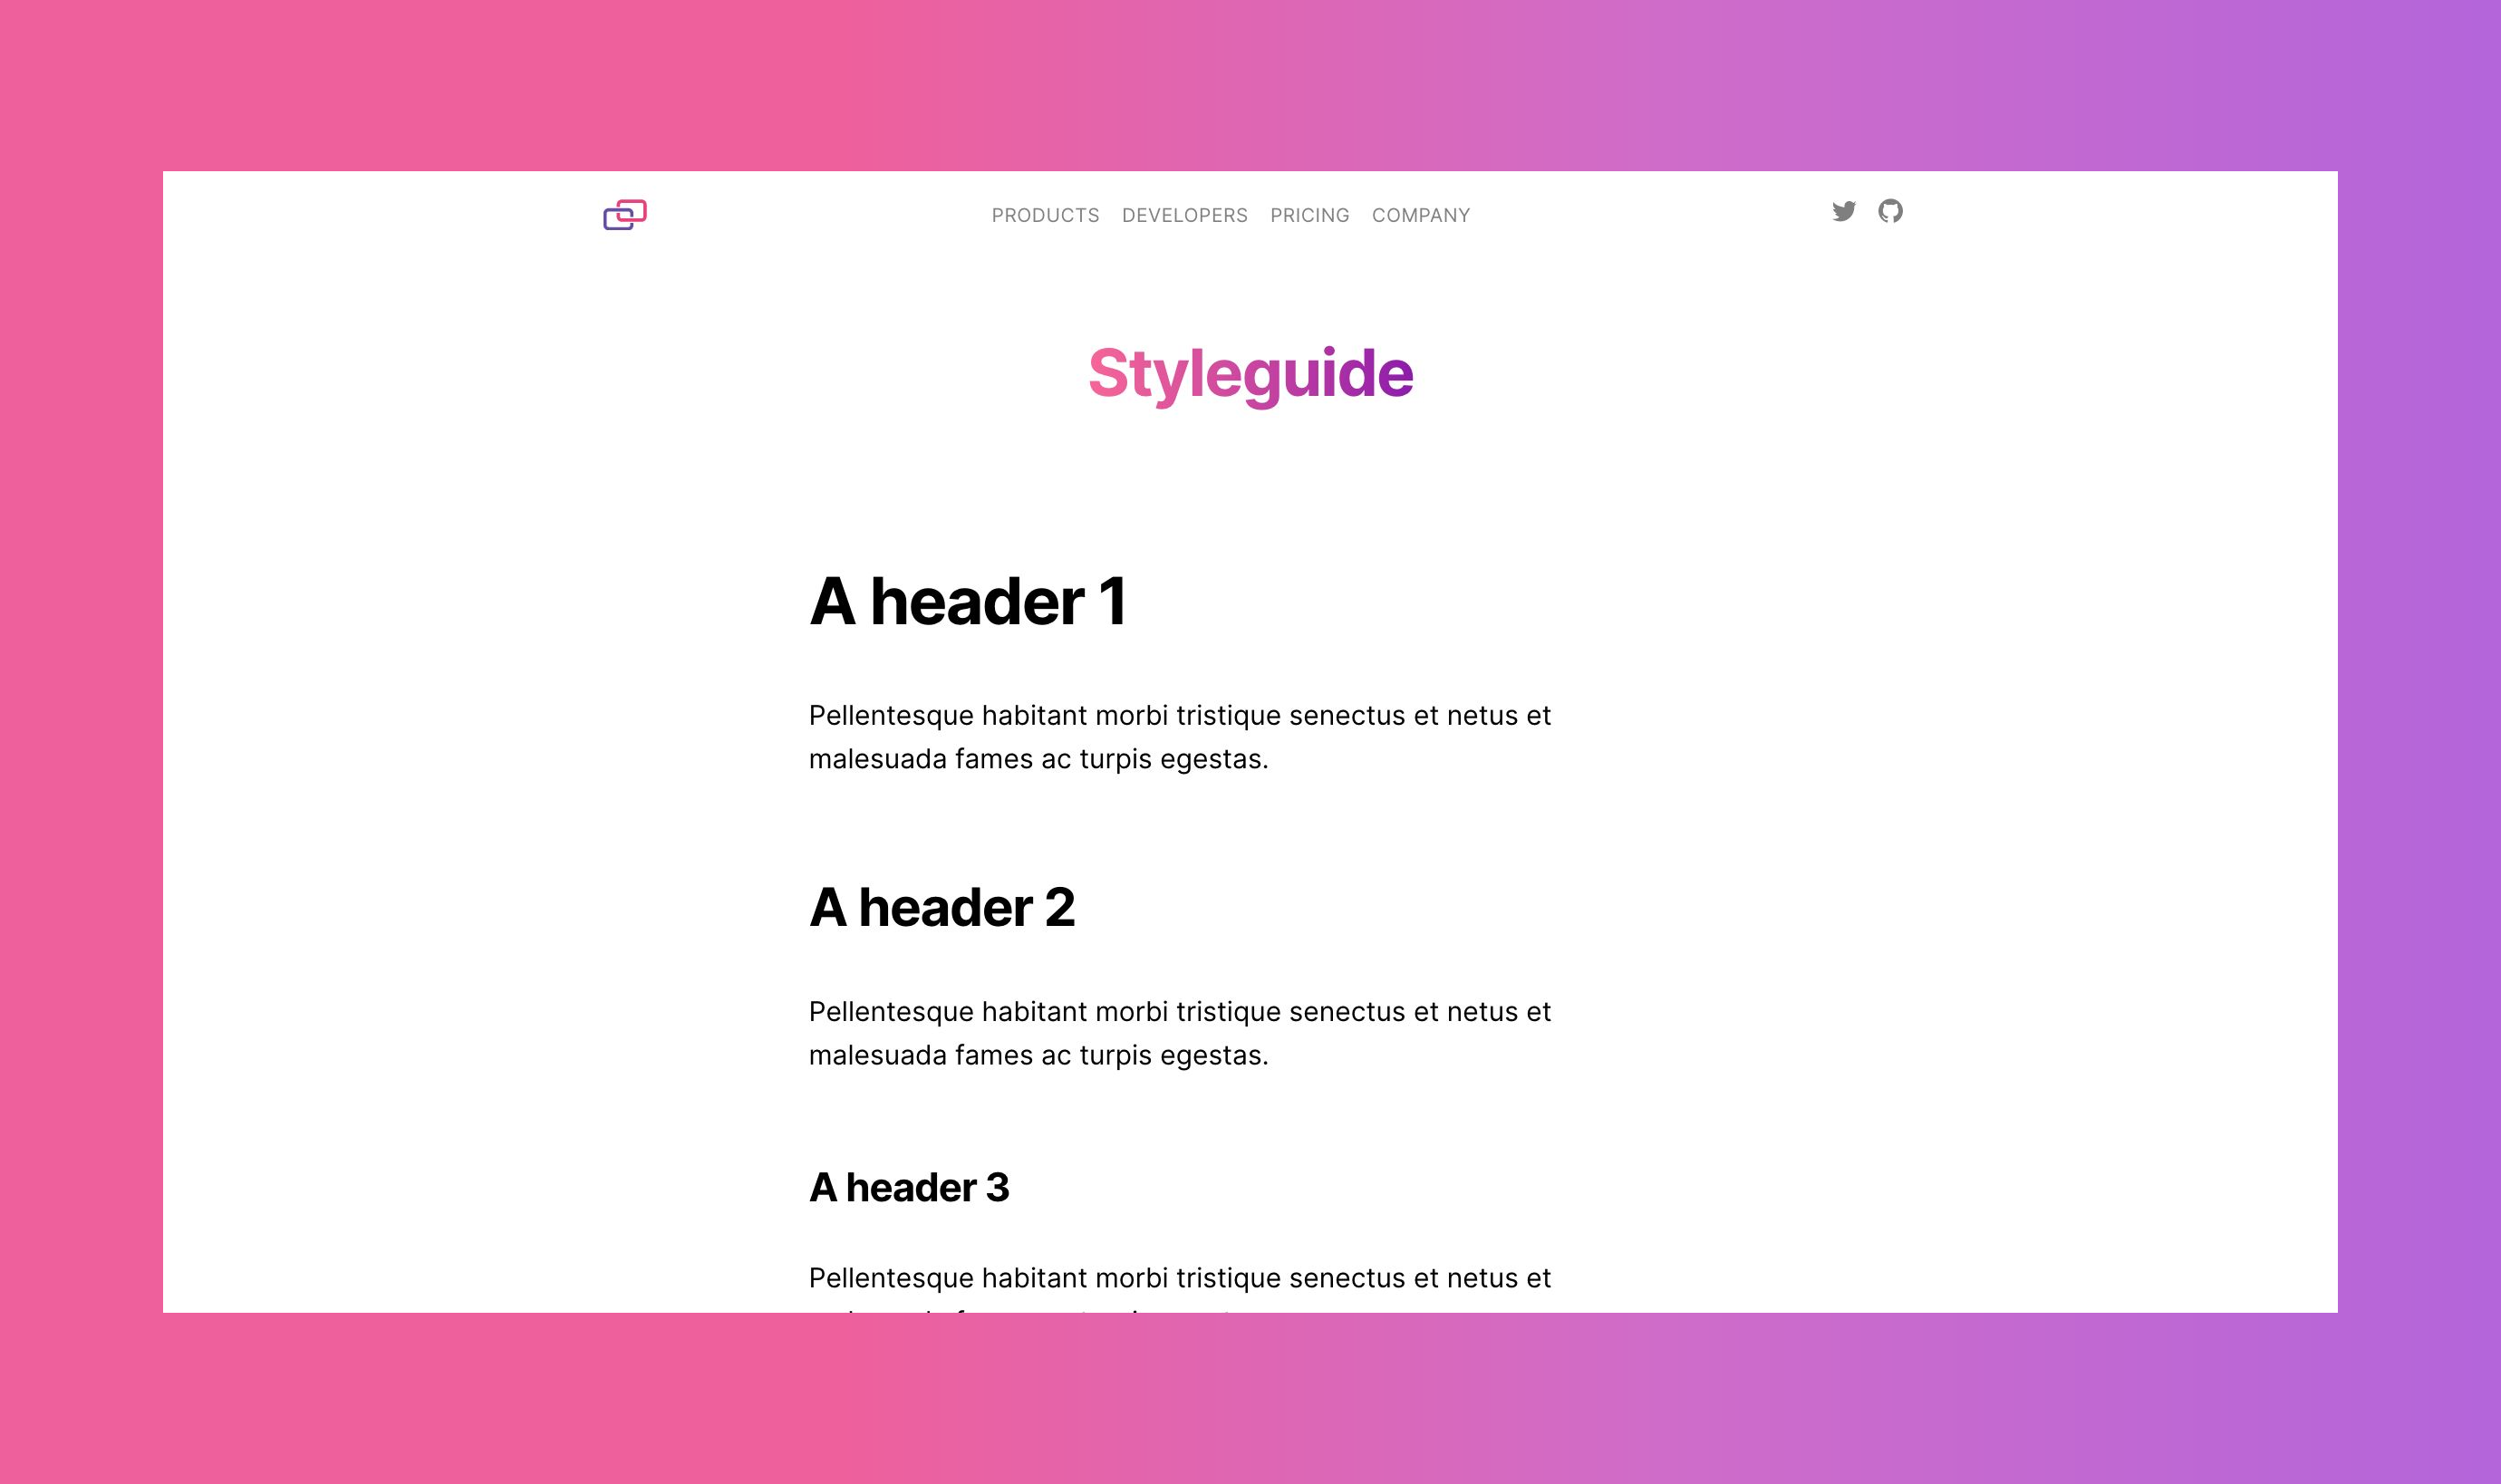 PRODUCTS DEVELOPERS PRICING COMPANY
Styleguide
A header 1
Pellentesque habitant morbi tristique senectus et netus et
malesuada fames ac turpis egestas.
A header 2
Pellentesque habitant morbi tristique senectus et netus et
malesuada fames ac turpis egestas.
A header 3
Pellentesque habitant morbi tristique senectus et netus et